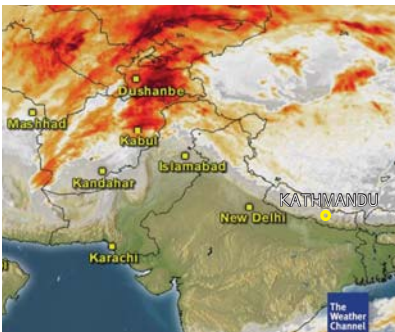 Dushanbe
Mashhad
Kabul
Islamabad
Kandahar
KATHMANDU
New Delhi
Karachi
The
Weather
Channel